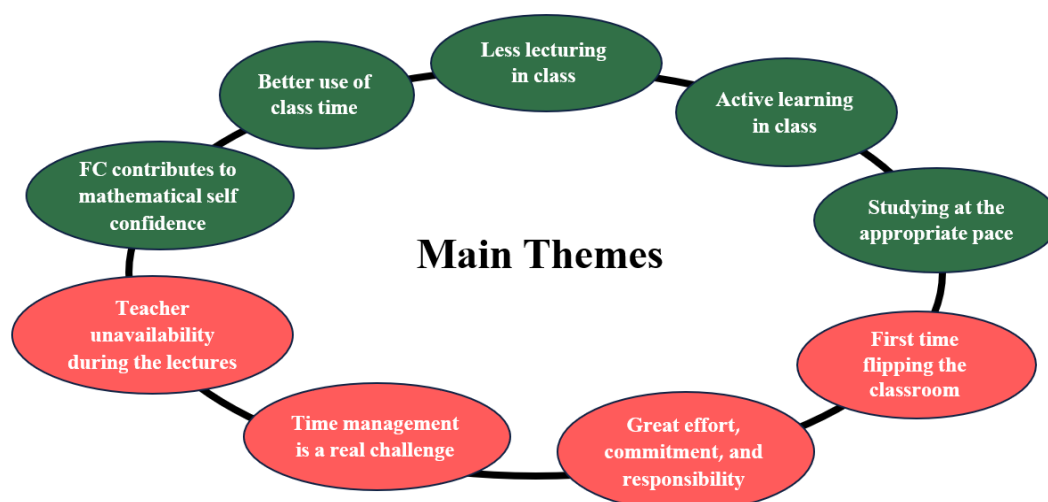 Less lecturing
in class
Better use of
class time
Active learning
in class
FC contributes to
mathematical self
confidence
Studying at the
appropriate pace
Main Themes
Teacher
unavailability
during the lectures
First time
flipping the
classroom
Time management
is a real challenge
Great effort,
commitment, and
responsibility